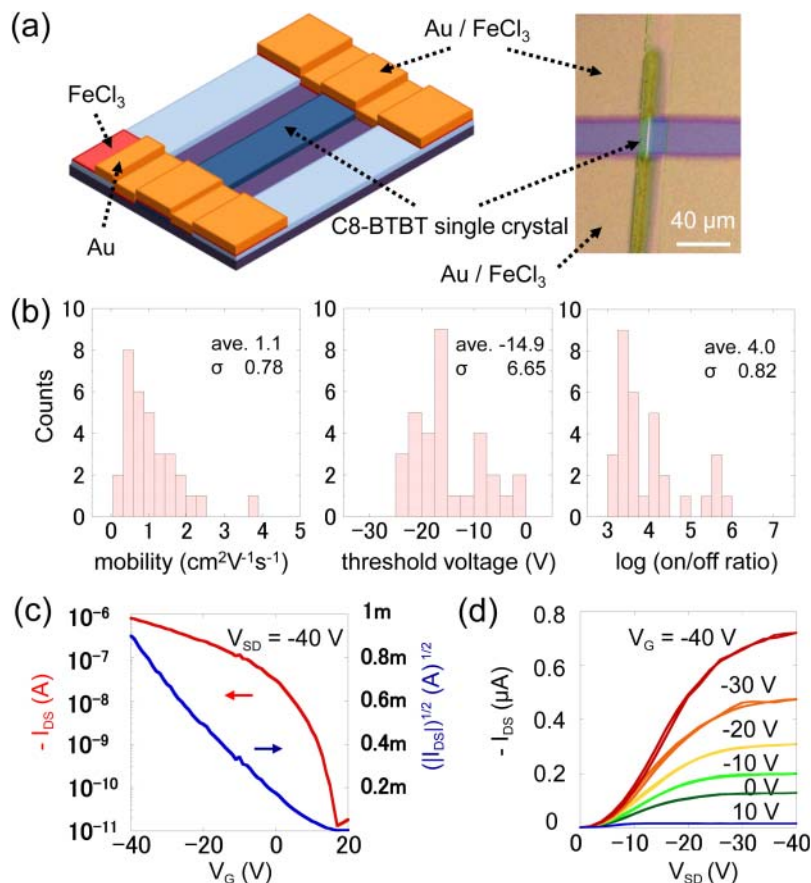 (a)
Au / FeCl3
FeCl3
Au
C8-BTBT single crystal
Au / FeCl3
40 μm
(b)
10
8
6
4
2
0
Counts
ave. 1.1
σ 0.78
0 1 2 3 4 5
mobility (cm2V-1s-1)
10
8
6
4
2
0
ave. -14.9
σ 6.65
−30 −20 −10 0
threshold voltage (V)
10
8
6
4
2
0
ave. 4.0
σ 0.82
3 4 5 6 7
log (on/off ratio)
(c)
10−6
10−7
10−8
10−9
10−10
10−11
- IDS (A)
VSD = -40 V
1m
0.8m
0.6m
0.4m
0.2m
(|IDS|)1/2 (A) 1/2
−40 −20 0 20
VG (V)
(d)
0.8
0.6
0.4
0.2
0
- IDS (μA)
VG = -40 V
-30 V
-20 V
-10 V
0 V
10 V
0 −10 −20 −30 −40
VSD (V)